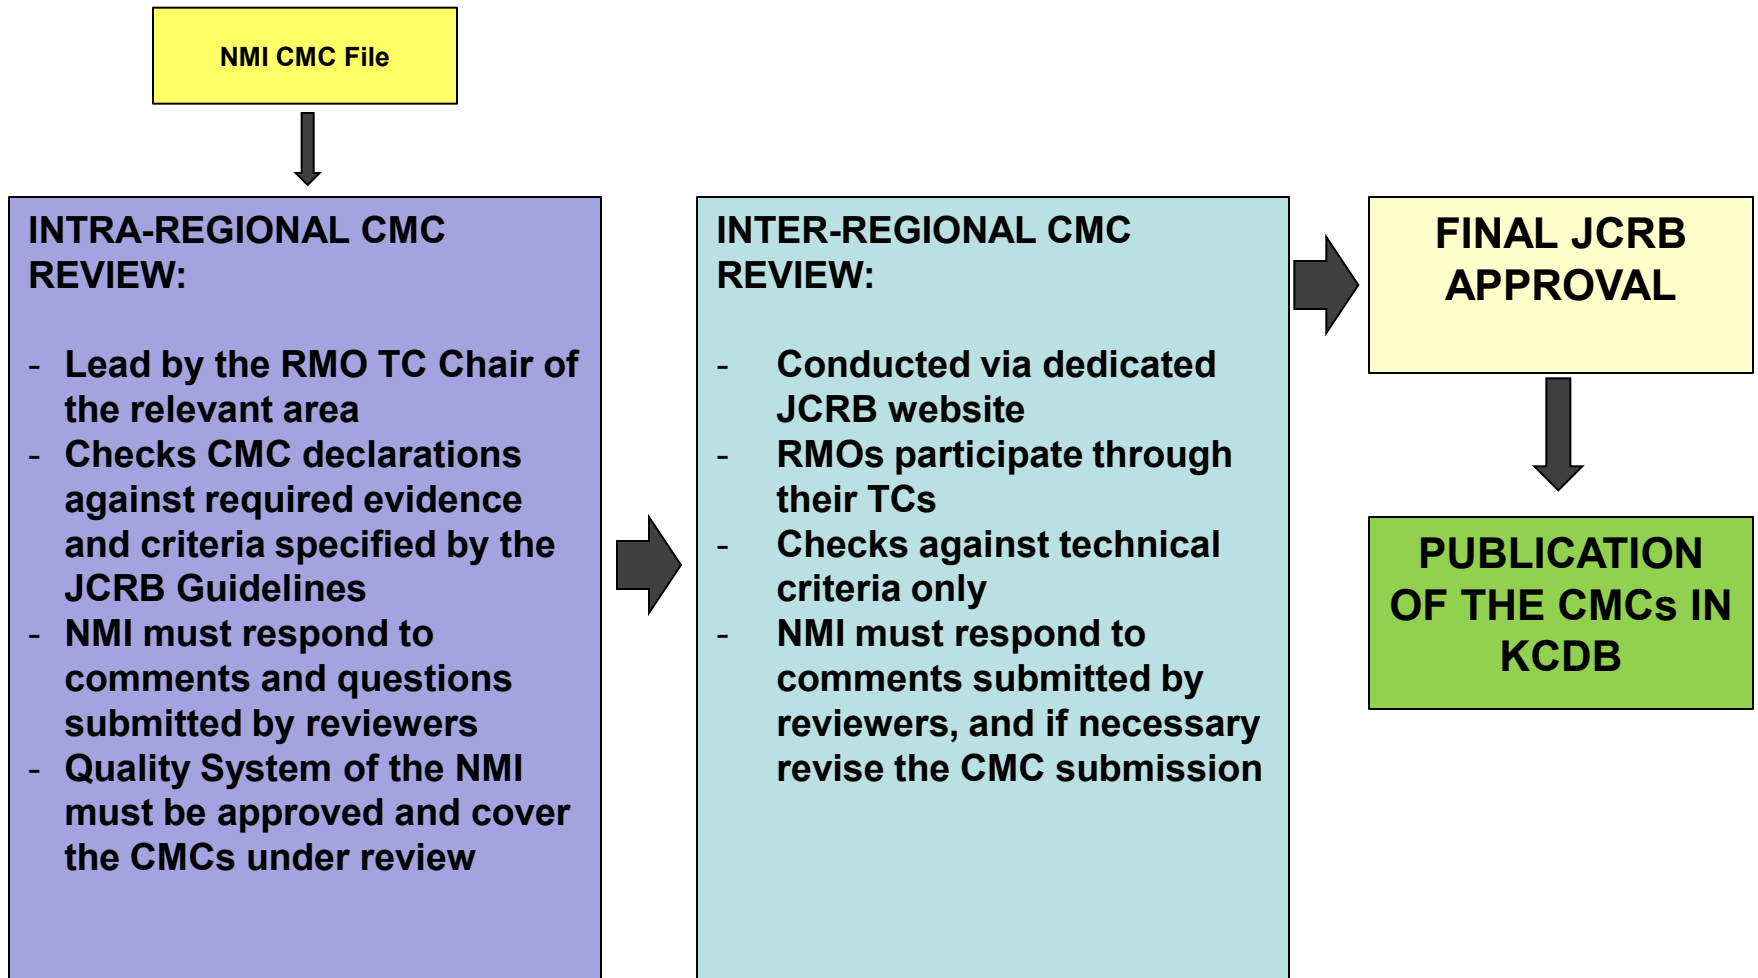 NMI CMC File
INTRA-REGIONAL CMC
REVIEW:
- Lead by the RMO TC Chair of
the relevant area
- Checks CMC declarations
against required evidence
and criteria specified by the
JCRB Guidelines
- NMI must respond to
comments and questions
submitted by reviewers
- Quality System of the NMI
must be approved and cover
the CMCs under review
INTER-REGIONAL CMC
REVIEW:
- Conducted via dedicated
JCRB website
- RMOs participate through
their TCs
- Checks against technical
criteria only
- NMI must respond to
comments submitted by
reviewers, and if necessary
revise the CMC submission
FINAL JCRB
APPROVAL
PUBLICATION
OF THE CMCs IN
KCDB